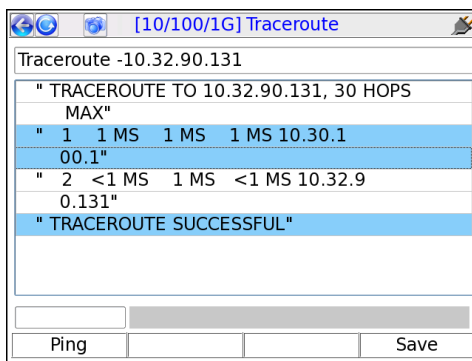 [10/100/1G] Traceroute
Traceroute -10.32.90.131
" TRACEROUTE TO 10.32.90.131, 30 HOPS
MAX"
" 1 1 MS 1 MS 1 MS 10.30.1
00.1"
" 2 <1 MS 1 MS <1 MS 10.32.9
0.131"
" TRACEROUTE SUCCESSFUL"
Ping Save